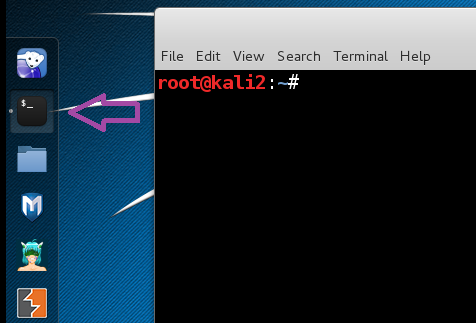 File Edit View Search Terminal Help
root@kali2:~#
$_